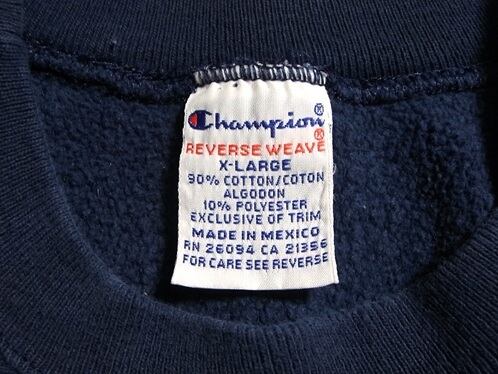 Champion®
REVERSE WEAVE®
X-LARGE
90% COTTON/COTON
ALGODON
10% POLYESTER
EXCLUSIVE OF TRIM
MADE IN MEXICO
RN 26094 CA 21356
FOR CARE SEE REVERSE